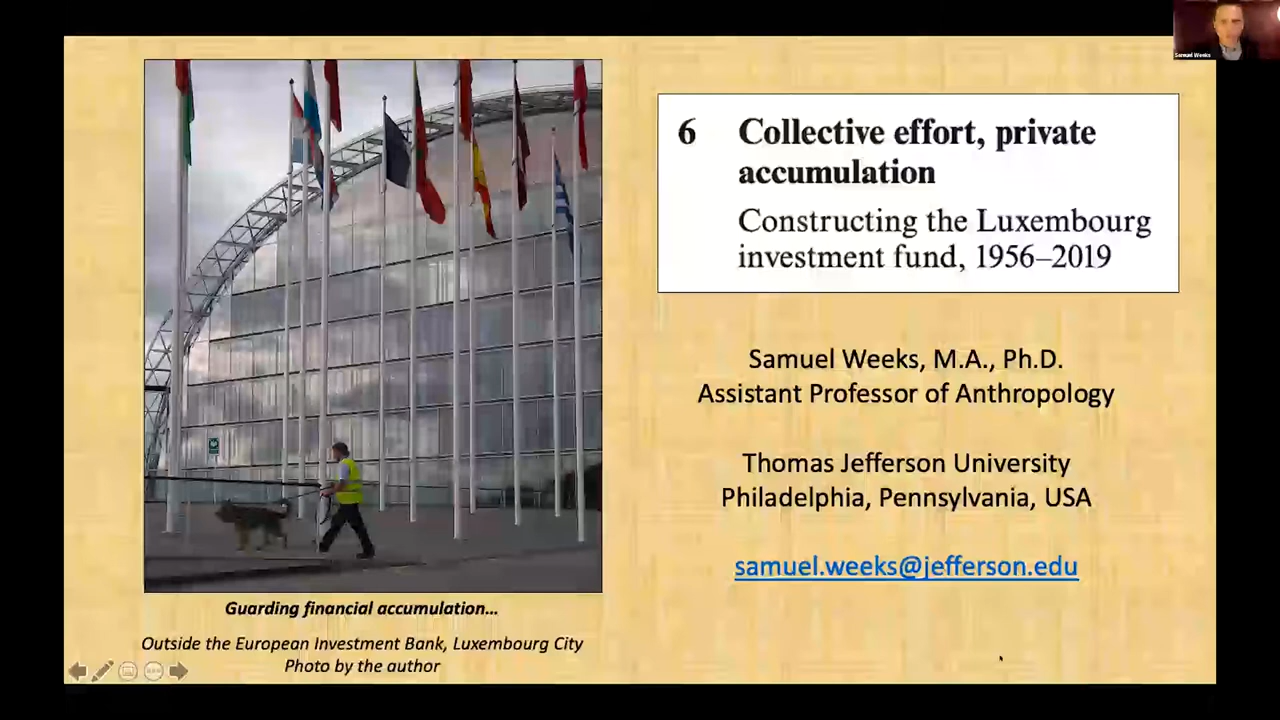 Samuel Weeks
6 Collective effort, private
accumulation
Constructing the Luxembourg
investment fund, 1956–2019
Samuel Weeks, M.A., Ph.D.
Assistant Professor of Anthropology
Thomas Jefferson University
Philadelphia, Pennsylvania, USA
samuel.weeks@jefferson.edu
Guarding financial accumulation...
Outside the European Investment Bank, Luxembourg City
Photo by the author